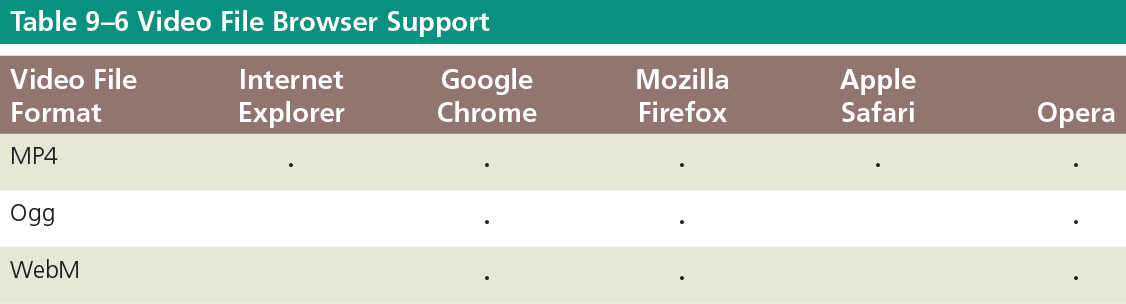 Table 9–6 Video File Browser Support
Video File Format Internet Explorer Google Chrome Mozilla Firefox Apple Safari Opera
MP4 . . . . .
Ogg . . .
WebM . . .